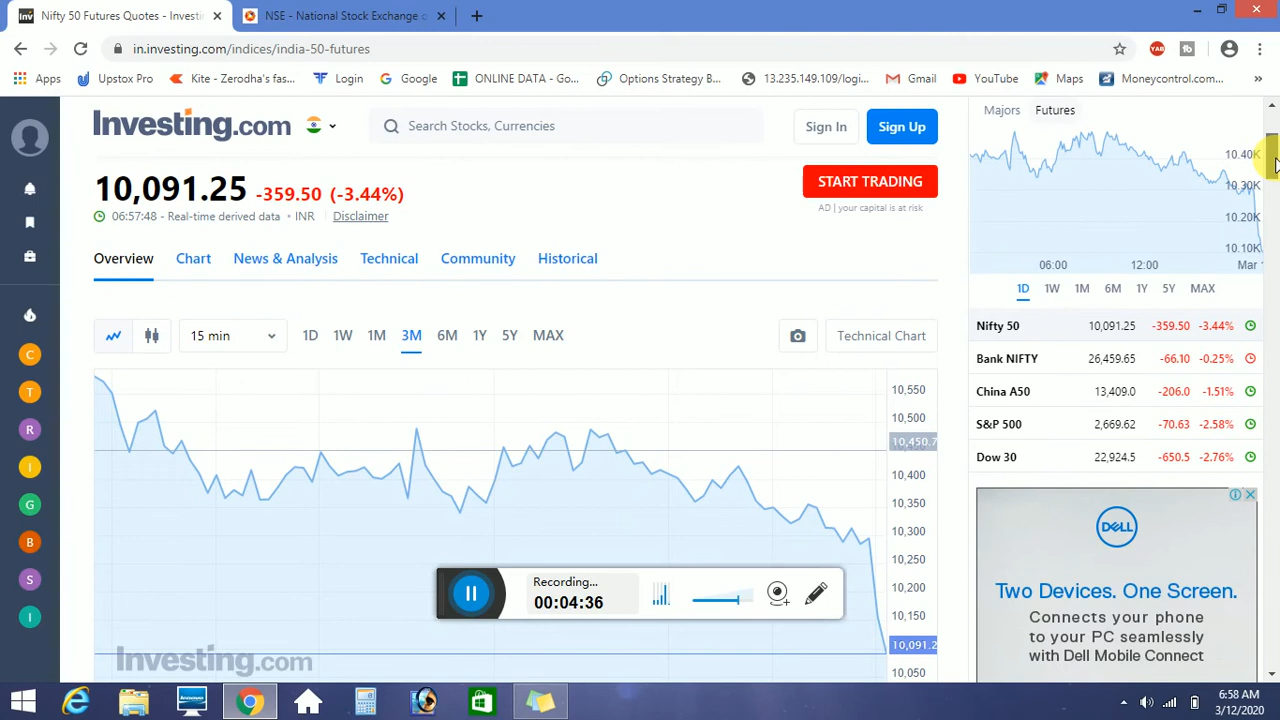 Nifty 50 Futures Quotes - Investi
NSE - National Stock Exchange o
in.investing.com/indices/india-50-futures
YAB
Apps
Upstox Pro
Kite - Zerodha's fas...
Login
Google
ONLINE DATA - Go...
Options Strategy B...
13.235.149.109/logi...
Gmail
YouTube
Maps
Moneycontrol.com...
»
Investing.com
Search Stocks, Currencies
Sign In
Sign Up
10,091.25 -359.50 (-3.44%)
06:57:48 - Real-time derived data • INR
Disclaimer
START TRADING
AD | your capital is at risk
Overview
Chart
News & Analysis
Technical
Community
Historical
15 min
1D
1W
1M
3M
6M
1Y
5Y
MAX
Technical Chart
10,550
10,500
10,450.7
10,400
10,350
10,300
10,250
10,200
10,150
10,091.2
10,050
Investing.com
Recording...
00:04:36
C
T
R
I
G
B
S
I
Majors
Futures
10.40K
10.30K
10.20K
10.10K
06:00
12:00
Mar 1
1D
1W
1M
6M
1Y
5Y
MAX
Nifty 50 10,091.25 -359.50 -3.44%
Bank NIFTY 26,459.65 -66.10 -0.25%
China A50 13,409.0 -206.0 -1.51%
S&P 500 2,669.62 -70.63 -2.58%
Dow 30 22,924.5 -650.5 -2.76%
DELL
Two Devices. One Screen.
Connects your phone
to your PC seamlessly
with Dell Mobile Connect
6:58 AM
3/12/2020